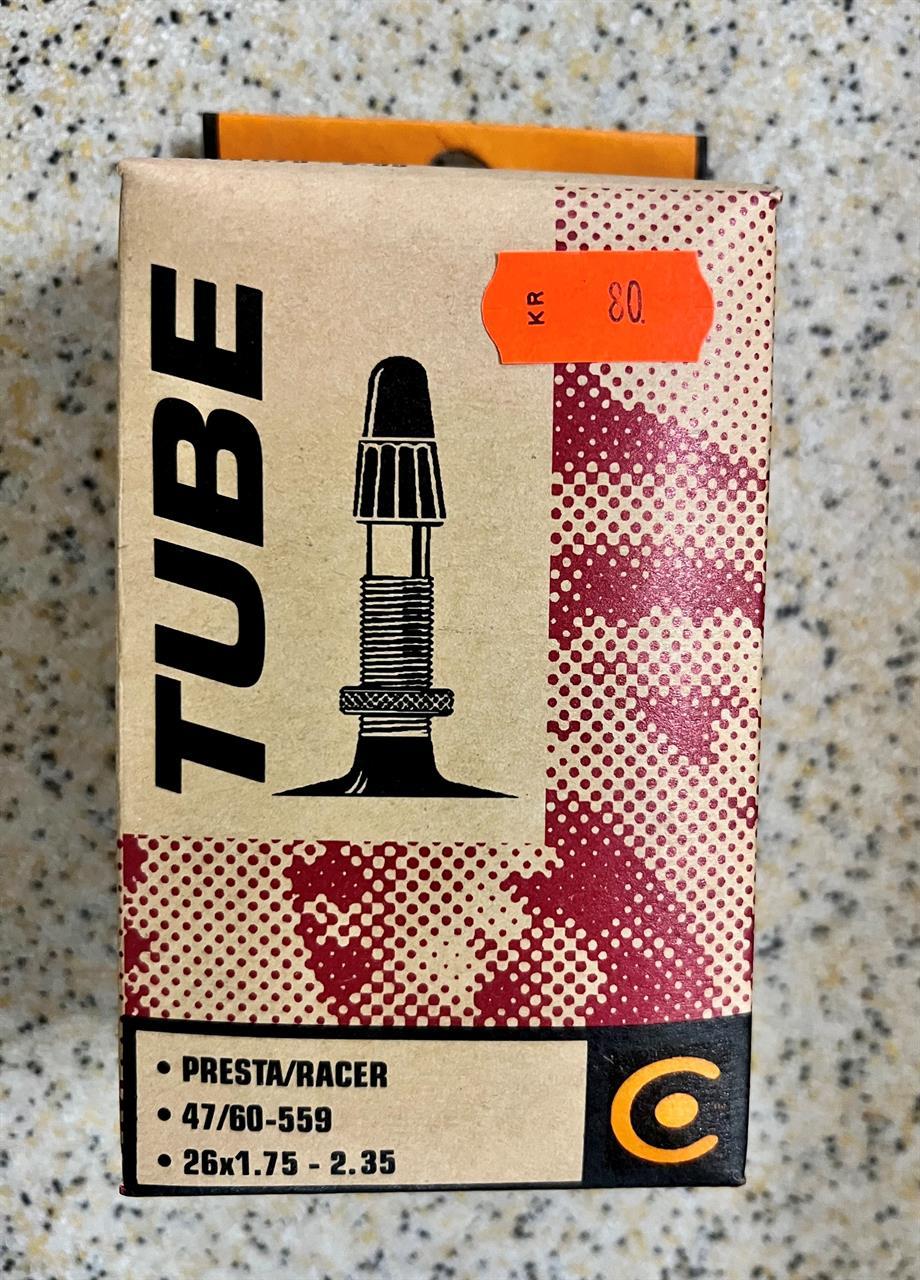 KR 80.
TUBE
• PRESTA/RACER
• 47/60-559
• 26x1.75 - 2.35